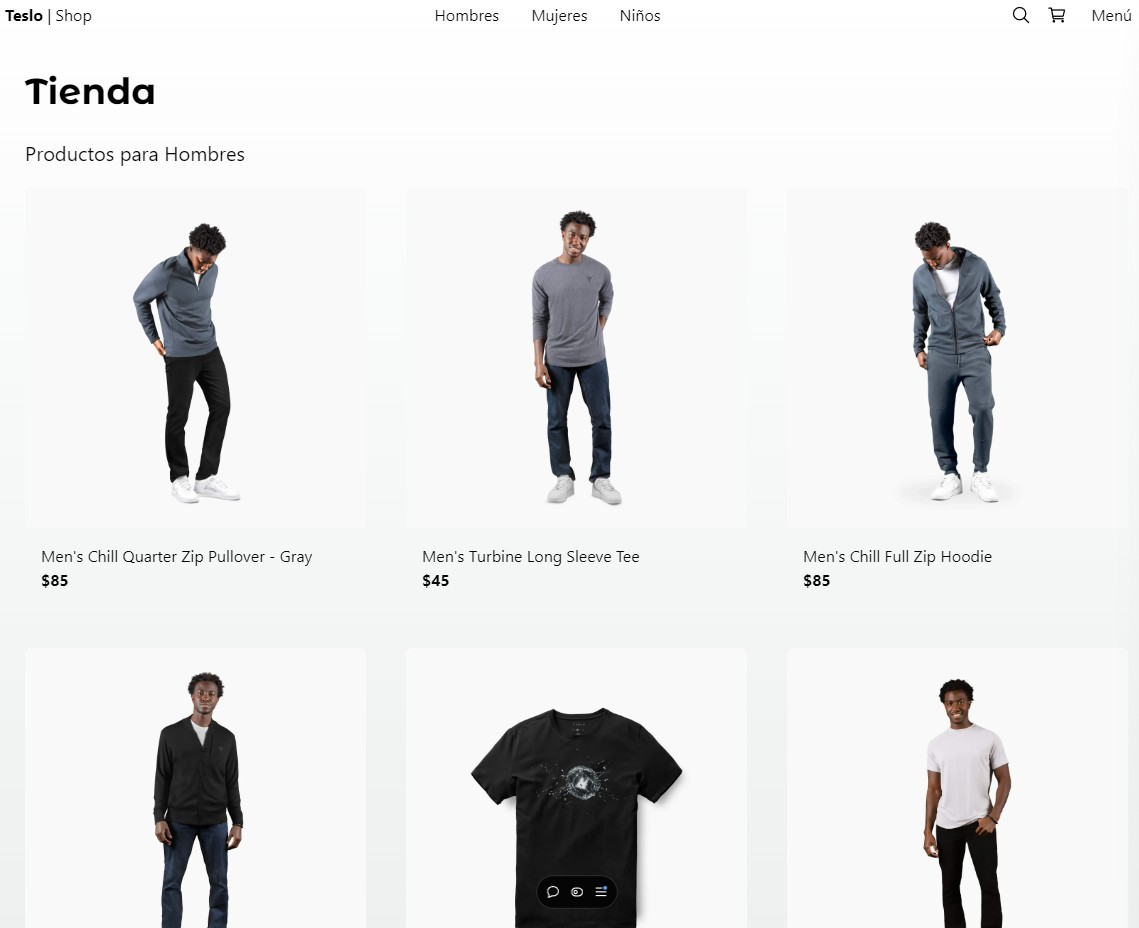 Teslo | Shop
Hombres
Mujeres
Niños
Menú
Tienda
Productos para Hombres
Men's Chill Quarter Zip Pullover - Gray
$85
Men's Turbine Long Sleeve Tee
$45
Men's Chill Full Zip Hoodie
$85